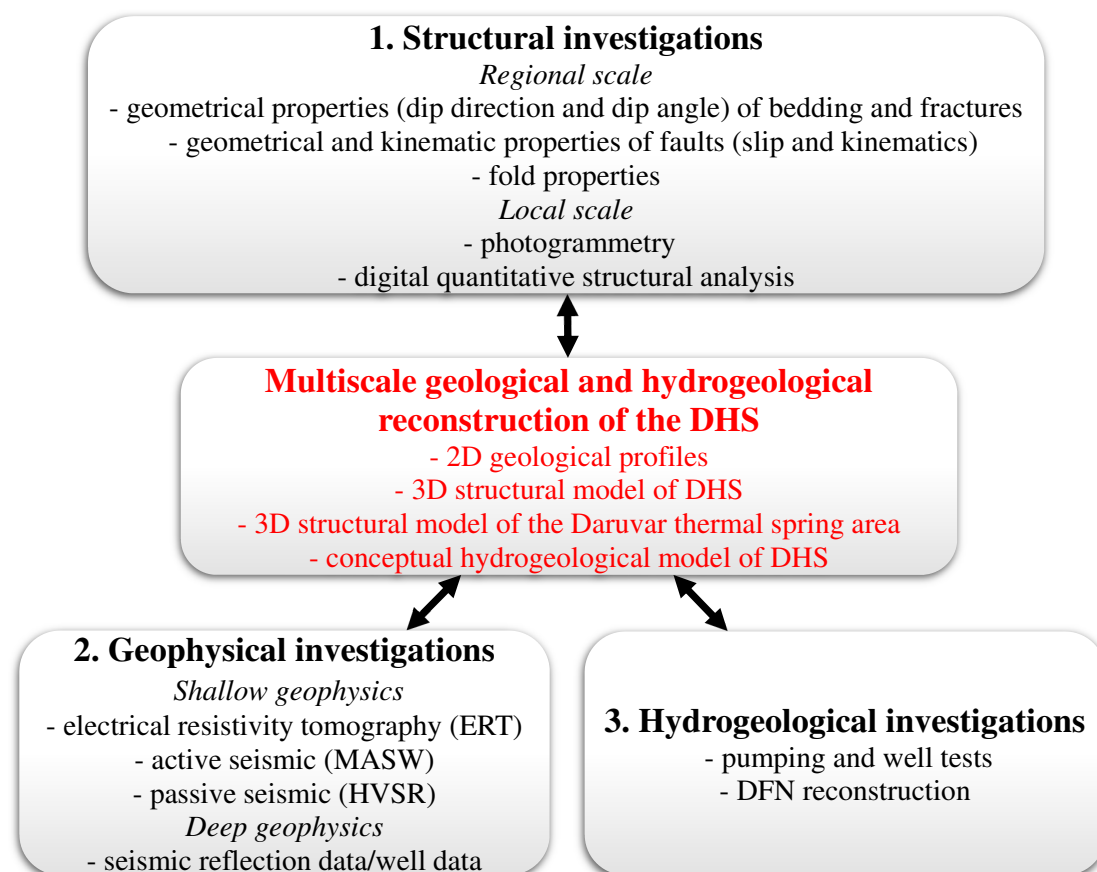 1. Structural investigations
Regional scale
- geometrical properties (dip direction and dip angle) of bedding and fractures
- geometrical and kinematic properties of faults (slip and kinematics)
- fold properties
Local scale
- photogrammetry
- digital quantitative structural analysis
Multiscale geological and hydrogeological
reconstruction of the DHS
- 2D geological profiles
- 3D structural model of DHS
- 3D structural model of the Daruvar thermal spring area
- conceptual hydrogeological model of DHS
2. Geophysical investigations
Shallow geophysics
- electrical resistivity tomography (ERT)
- active seismic (MASW)
- passive seismic (HVSR)
Deep geophysics
- seismic reflection data/well data
3. Hydrogeological investigations
- pumping and well tests
- DFN reconstruction